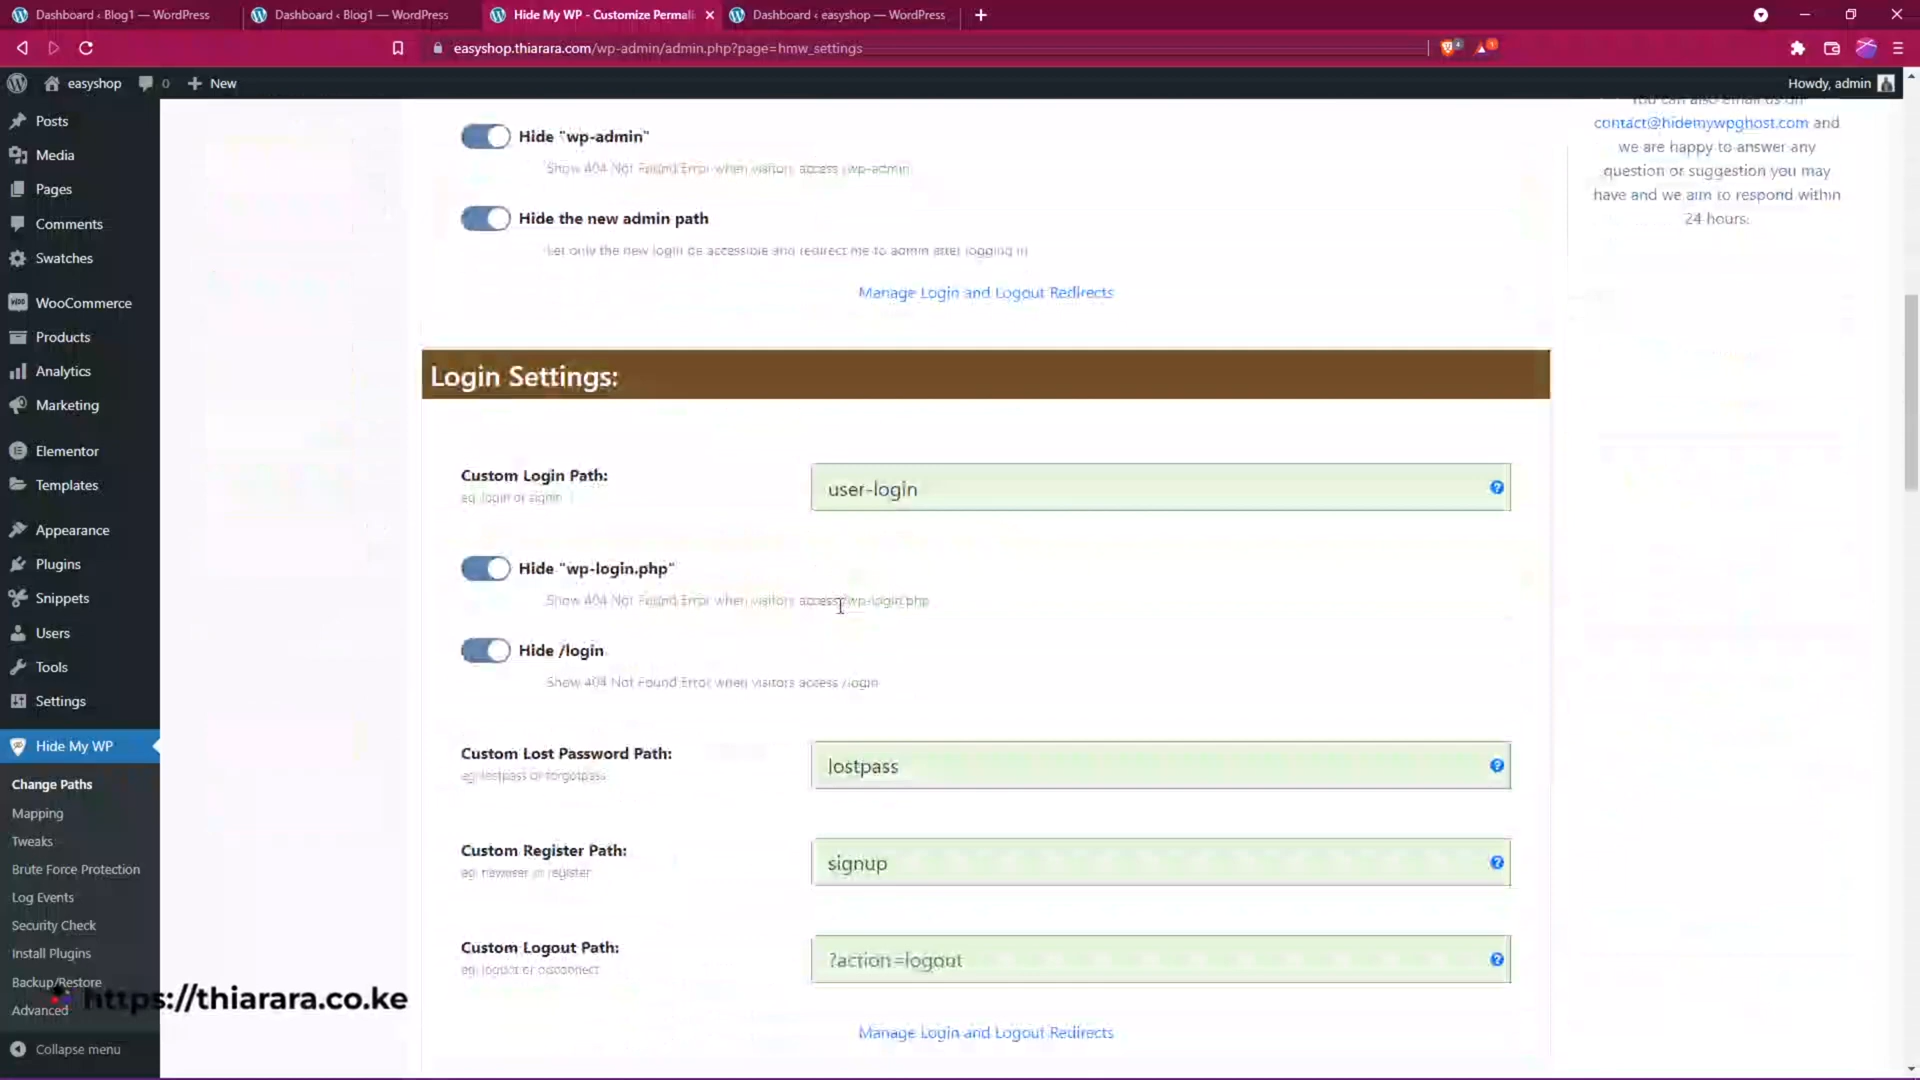 Dashboard ‹ Blog1 — WordPress
Dashboard ‹ Blog1 — WordPress
Hide My WP - Customize Permali
Dashboard ‹ easyshop — WordPress
easyshop.thiarara.com/wp-admin/admin.php?page=hmw_settings
easyshop
0
New
Howdy, admin
Posts
Media
Pages
Comments
Swatches
WooCommerce
Products
Analytics
Marketing
Elementor
Templates
Appearance
Plugins
Snippets
Users
Tools
Settings
Hide My WP
Change Paths
Mapping
Tweaks
Brute Force Protection
Log Events
Security Check
Install Plugins
Backup/Restore
Advanced
Collapse menu
https://thiarara.co.ke
Hide "wp-admin"
Show 404 Not Found Error when visitors access /wp-admin
Hide the new admin path
Let only the new login be accessible and redirect me to admin after logging in
Manage Login and Logout Redirects
Login Settings:
Custom Login Path:
eg. login or signin
user-login
Hide "wp-login.php"
Show 404 Not Found Error when visitors access /wp-login.php
Hide /login
Show 404 Not Found Error when visitors access /login
Custom Lost Password Path:
eg. lostpass or forgotpass
lostpass
Custom Register Path:
eg. newuser or register
signup
Custom Logout Path:
eg. logout or disconnect
?action=logout
Manage Login and Logout Redirects
You can also email us on
contact@hidemywpghost.com and
we are happy to answer any
question or suggestion you may
have and we aim to respond within
24 hours.